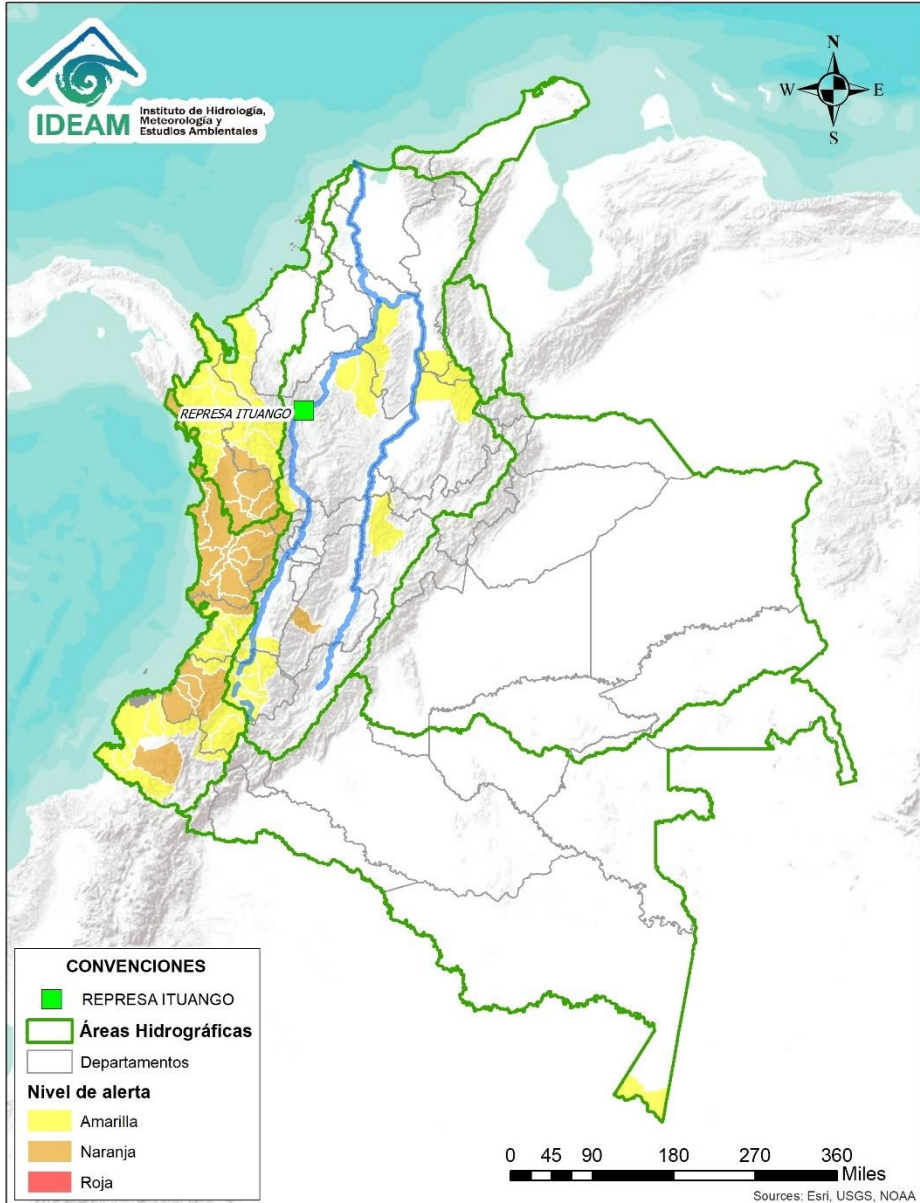 IDEAM
Instituto de Hidrología,
Meteorología y
Estudios Ambientales
N
W E
S
REPRESA ITUANGO
CONVENCIONES
REPRESA ITUANGO
Áreas Hidrográficas
Departamentos
Nivel de alerta
Amarilla
Naranja
Roja
0 45 90 180 270 360
Miles
Sources: Esri, USGS, NOAA